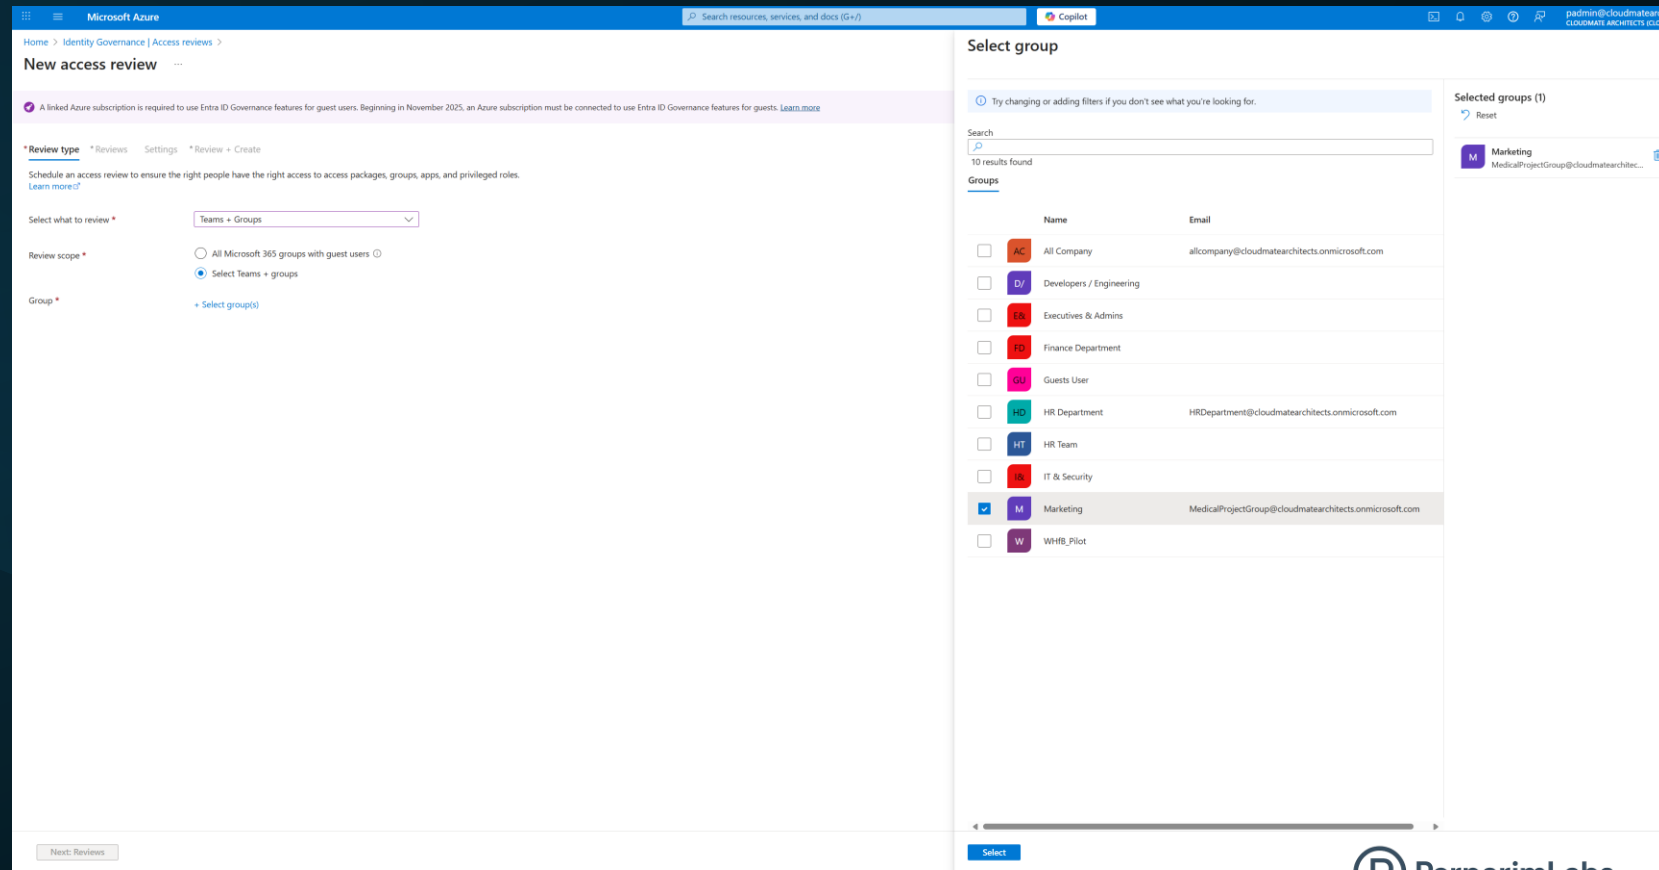 Microsoft Azure
Search resources, services, and docs (G+/)
Copilot
padmin@cloudmatear
CLOUDMATE ARCHITECTS (CLO
Home > Identity Governance | Access reviews >
New access review ...
A linked Azure subscription is required to use Entra ID Governance features for guest users. Beginning in November 2025, an Azure subscription must be connected to use Entra ID Governance features for guests. Learn more
* Review type * Reviews Settings * Review + Create
Schedule an access review to ensure the right people have the right access to access packages, groups, apps, and privileged roles.
Learn more
Select what to review *
Teams + Groups
Review scope *
All Microsoft 365 groups with guest users
Select Teams + groups
Group *
+ Select group(s)
Next: Reviews
Select group
Try changing or adding filters if you don't see what you're looking for.
Search
10 results found
Groups
Name Email
AC All Company allcompany@cloudmatearchitects.onmicrosoft.com
D/ Developers / Engineering
E& Executives & Admins
FD Finance Department
GU Guests User
HD HR Department HRDepartment@cloudmatearchitects.onmicrosoft.com
HT HR Team
I& IT & Security
M Marketing MedicalProjectGroup@cloudmatearchitects.onmicrosoft.com
W WHfB_Pilot
Select
Selected groups (1)
Reset
M Marketing
MedicalProjectGroup@cloudmatearchitec...